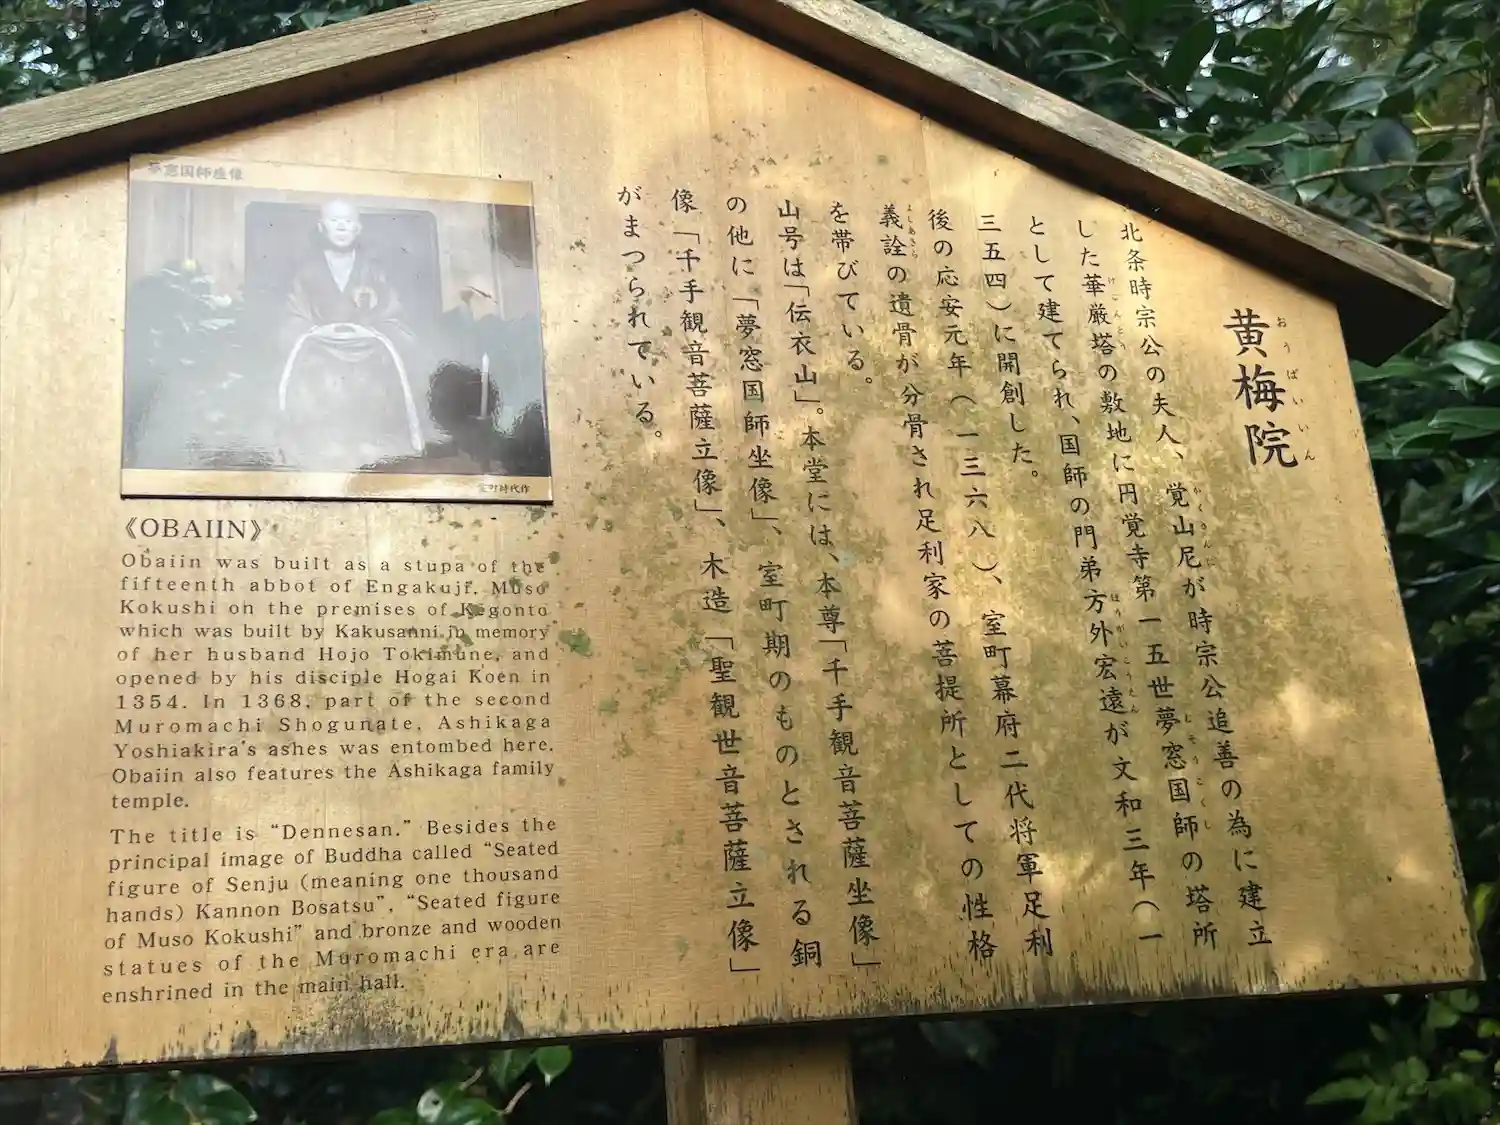 黄梅院
おうばいいん
北条時宗公の夫人、覚山尼が時宗公追善の為に建立
した華厳塔の敷地に円覚寺第一五世夢窓国師の塔所
として建てられ、国師の門弟方外宏遠が文和三年（一
三五四）に開創した。
室町幕府二代将軍足利
後の応安元年（一三六八）、
義詮の遺骨が分骨され足利家の菩提所としての性格
を帯びている。
山号は「伝衣山」。本堂には、本尊「千手観音菩薩坐像」
の他に「夢窓国師坐像」、室町期のものとされる銅
像「千手観音菩薩立像」、木造「聖観世音菩薩立像」
がまつられている。
夢窓国師座像
室町時代作
《OBAIIN》
Obaiin was built as a stupa of the
fifteenth abbot of Engakuji, Muso
Kokushi on the premises of Kegonto
which was built by Kakusanni in memory
of her husband Hojo Tokimune, and
opened by his disciple Hogai Koen in
1354. In 1368, part of the second
Muromachi Shogunate, Ashikaga
Yoshiakira's ashes was entombed here.
Obaiin also features the Ashikaga family
temple.
The title is “Dennesan.” Besides the
principal image of Buddha called “Seated
figure of Senju (meaning one thousand
hands) Kannon Bosatsu”, “Seated figure
of Muso Kokushi” and bronze and wooden
statues of the Muromachi era are
enshrined in the main hall.